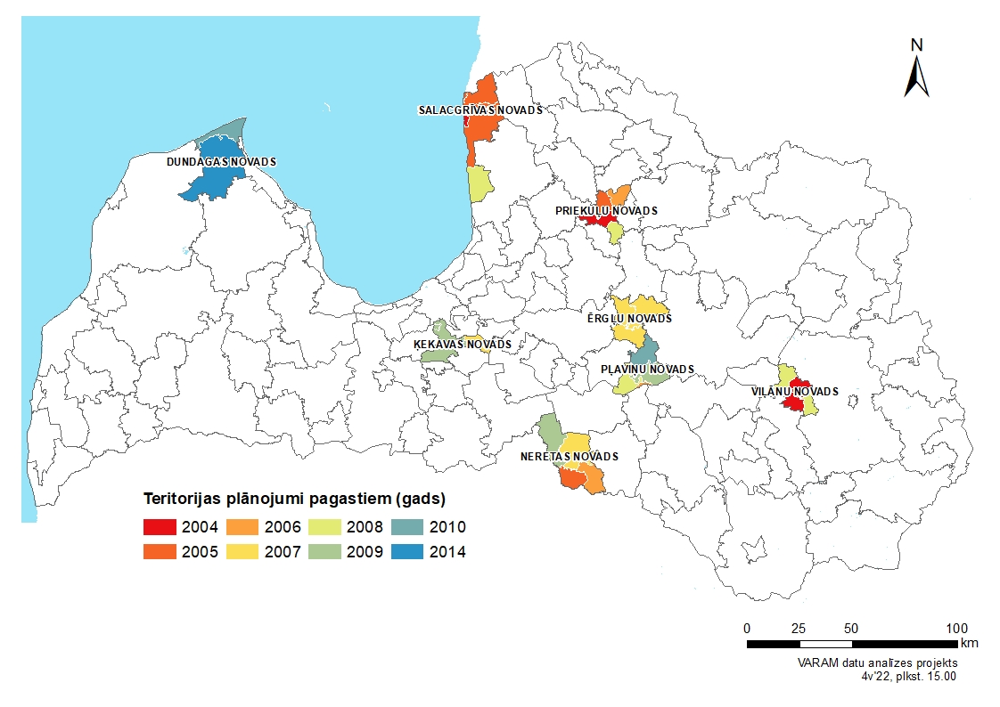 N
SALACGRĪVAS NOVADS
DUNDAGAS NOVADS
PRIEKUĻU NOVADS
ĒRGĻU NOVADS
ĶEKAVAS NOVADS
PĻAVIŅU NOVADS
VIĻĀNU NOVADS
NERETAS NOVADS
Teritorijas plānojumi pagastiem (gads)
2004 2006 2008 2010
2005 2007 2009 2014
0 25 50 100
km
VARAM datu analīzes projekts
4v'22, plkst. 15.00